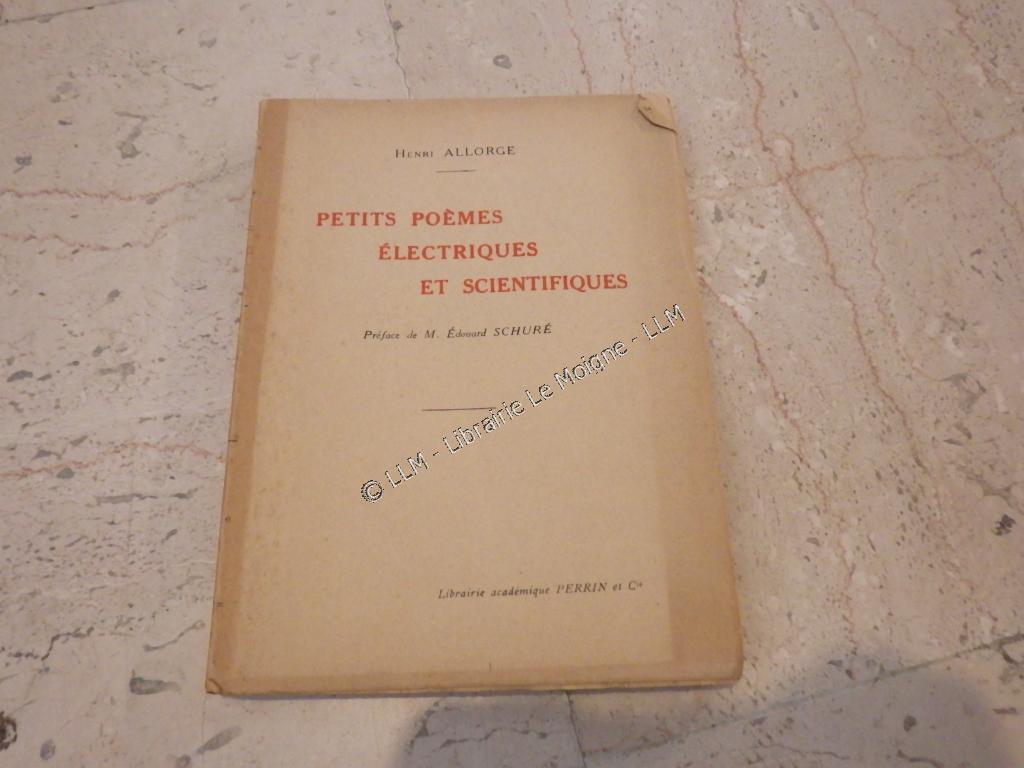 Henri ALLORGE
PETITS POÈMES
ÉLECTRIQUES
ET SCIENTIFIQUES
Préface de M. Édouard SCHURÉ
© LLM - Librairie Le Moigne - LLM
Librairie académique PERRIN et Cie